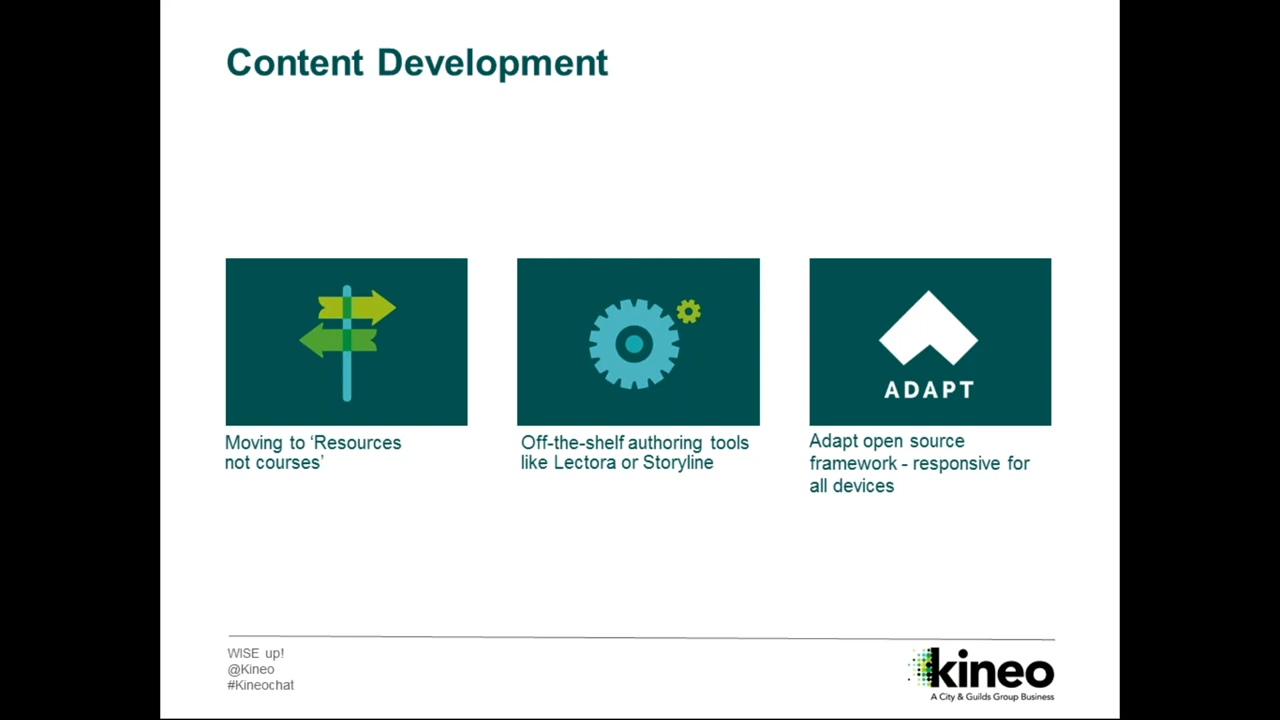 Content Development
ADAPT
Moving to ‘Resources
not courses’
Off-the-shelf authoring tools
like Lectora or Storyline
Adapt open source
framework - responsive for
all devices
WISE up!
@Kineo
#Kineochat
kineo
A City & Guilds Group Business